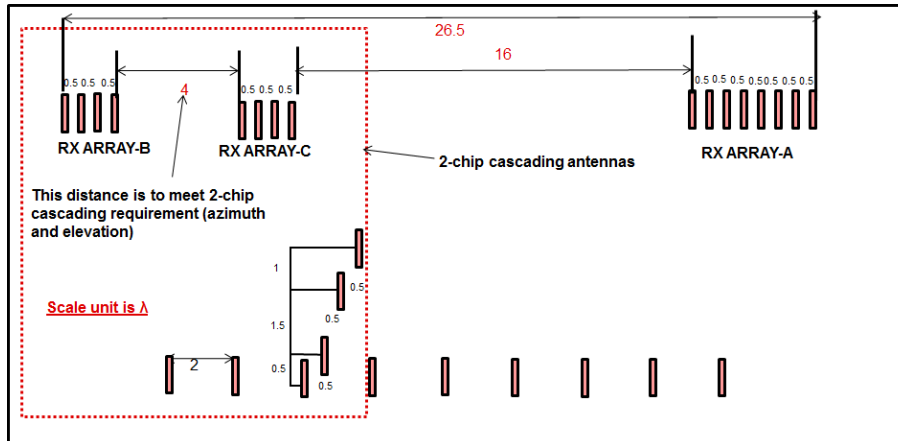 26.5
16
0.5 0.5 0.5
4
0.5 0.5 0.5
0.5 0.5 0.5 0.5 0.5 0.5 0.5
RX ARRAY-B
RX ARRAY-C
RX ARRAY-A
2-chip cascading antennas
This distance is to meet 2-chip
cascading requirement (azimuth
and elevation)
1
0.5
Scale unit is λ
0.5
1.5
2
0.5
0.5